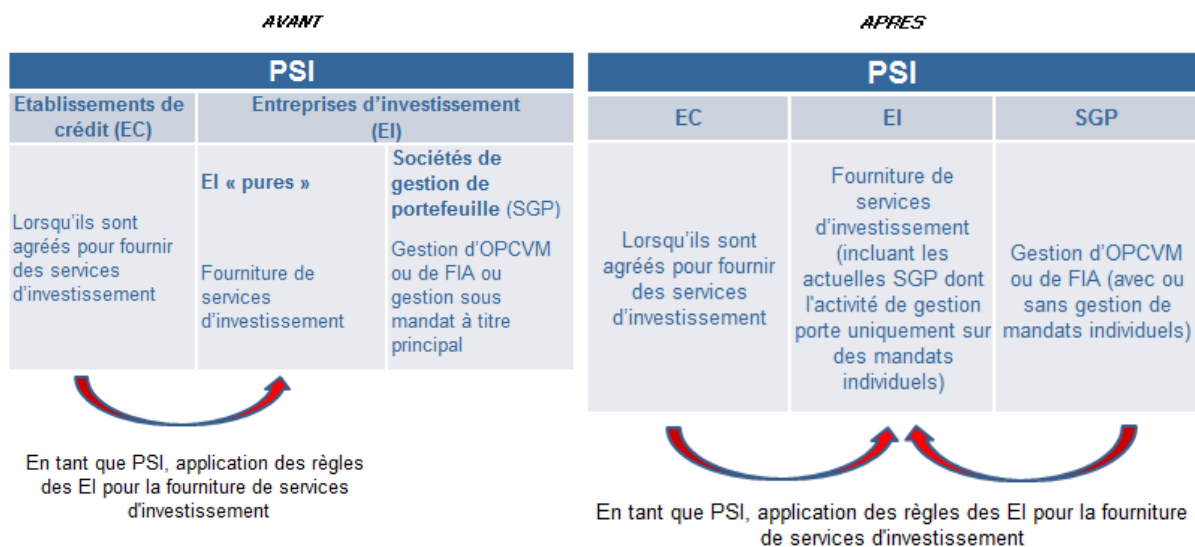 AVANT
PSI
Etablissements de
crédit (EC)
Entreprises d'investissement
(EI)
Lorsqu'ils sont
agréés pour fournir
des services
d'investissement
EI « pures »
Fourniture de
services
d'investissement
Sociétés de
gestion de
portefeuille (SGP)
Gestion d'OPCVM
ou de FIA ou
gestion sous
mandat à titre
principal
En tant que PSI, application des règles
des EI pour la fourniture de services
d'investissement
APRES
PSI
EC
EI
SGP
Lorsqu'ils sont
agréés pour fournir
des services
d'investissement
Fourniture de
services
d'investissement
(incluant les
actuelles SGP dont
l'activité de gestion
porte uniquement sur
des mandats
individuels)
Gestion d'OPCVM
ou de FIA (avec ou
sans gestion de
mandats individuels)
En tant que PSI, application des règles des EI pour la fourniture
de services d'investissement